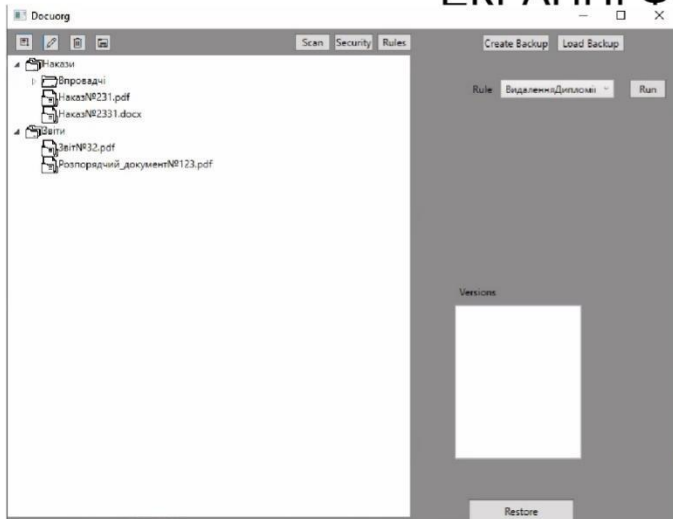 Docuorg
Scan Security Rules Create Backup Load Backup
Накази
Впровадчі
Наказ№231.pdf
Наказ№2331.docx
Звіти
Звіт№32.pdf
Розпорядчий_документ№123.pdf
Rule ВидаленняДипломіі Run
Versions
Restore